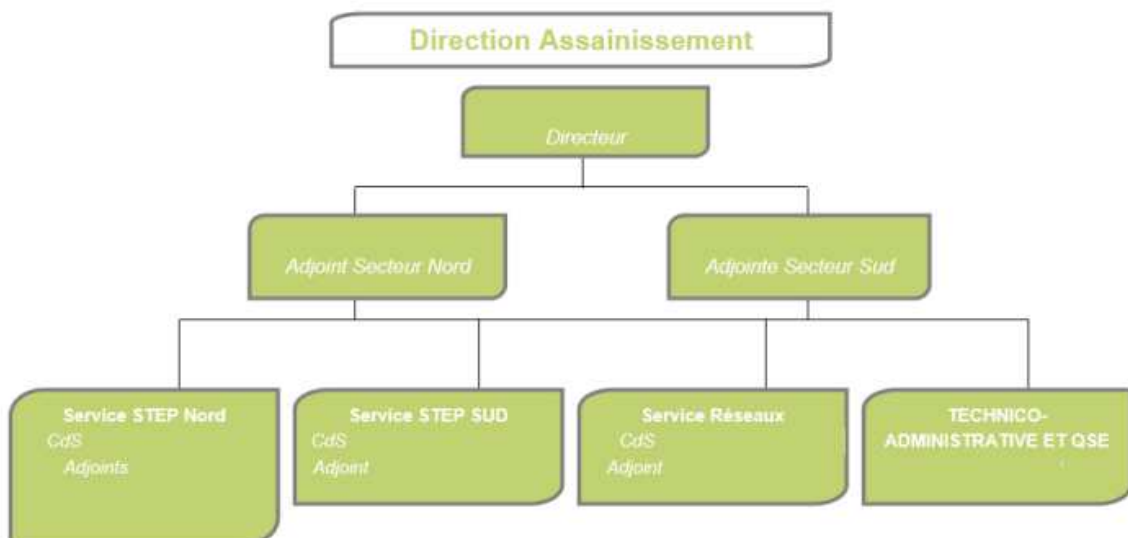 Direction Assainissement
Directeur
Adjoint Secteur Nord
Adjointe Secteur Sud
Service STEP Nord
CdS
Adjoints
Service STEP SUD
CdS
Adjoint
Service Réseaux
CdS
Adjoint
TECHNICO-
ADMINISTRATIVE ET QSE